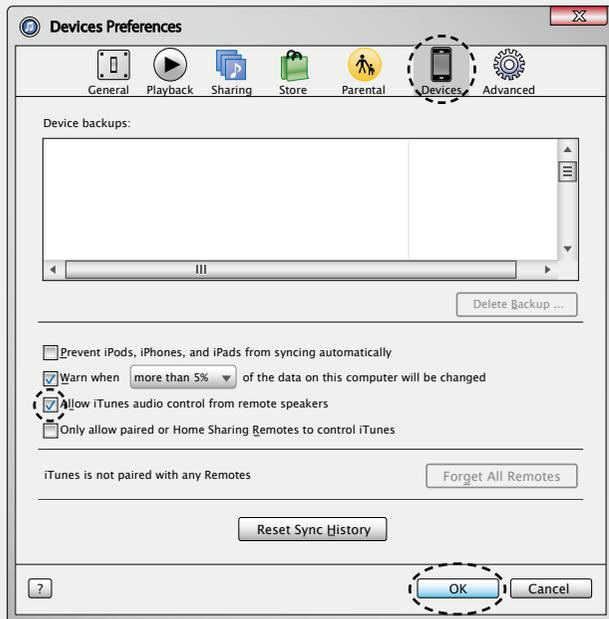 Devices Preferences
General Playback Sharing Store Parental Devices Advanced
Device backups:
Delete Backup ...
Prevent iPods, iPhones, and iPads from syncing automatically
Warn when more than 5% of the data on this computer will be changed
Allow iTunes audio control from remote speakers
Only allow paired or Home Sharing Remotes to control iTunes
iTunes is not paired with any Remotes Forget All Remotes
Reset Sync History
? OK Cancel